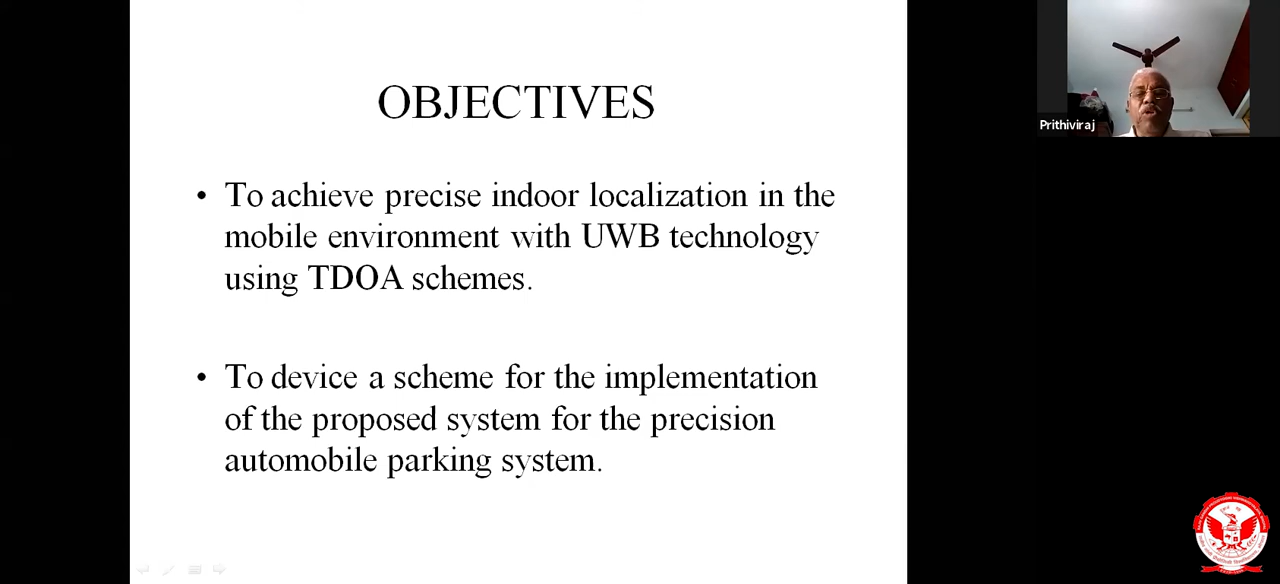 OBJECTIVES
• To achieve precise indoor localization in the
mobile environment with UWB technology
using TDOA schemes.
• To device a scheme for the implementation
of the proposed system for the precision
automobile parking system.
Prithiviraj